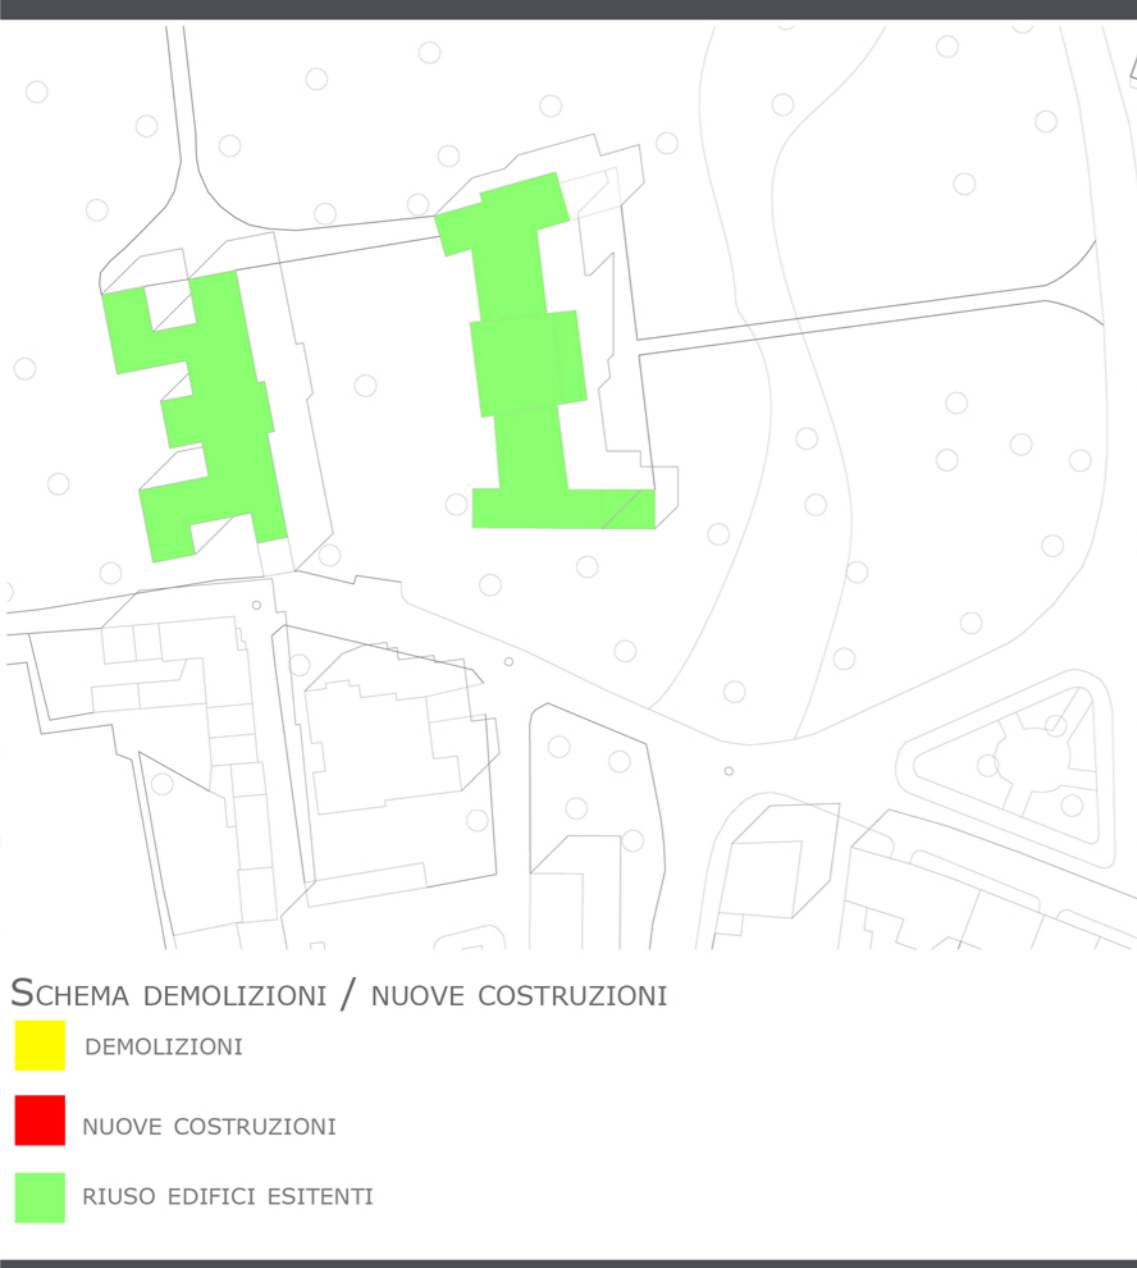 Schema demolizioni / nuove costruzioni
demolizioni
nuove costruzioni
riuso edifici esitenti